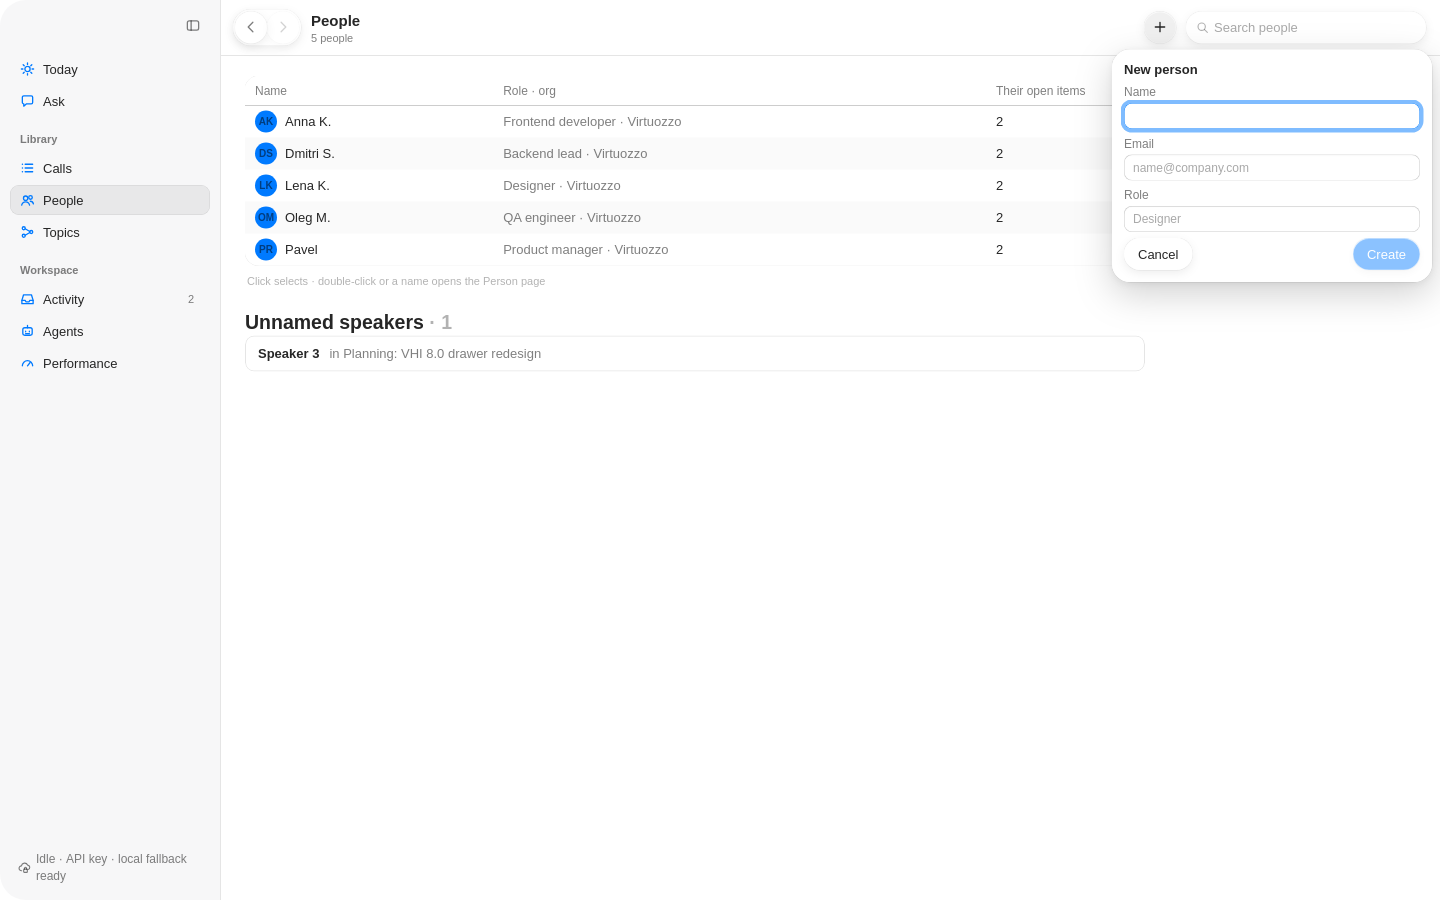 People
5 people
Search people
Today
Ask
Library
Calls
People
Topics
Workspace
Activity 2
Agents
Performance
Idle · API key · local fallback
ready
Name Role · org Their open items
AK Anna K. Frontend developer · Virtuozzo 2
DS Dmitri S. Backend lead · Virtuozzo 2
LK Lena K. Designer · Virtuozzo 2
OM Oleg M. QA engineer · Virtuozzo 2
PR Pavel Product manager · Virtuozzo 2
Click selects · double-click or a name opens the Person page
Unnamed speakers · 1
Speaker 3 in Planning: VHI 8.0 drawer redesign
New person
Name
Email
name@company.com
Role
Designer
Cancel Create